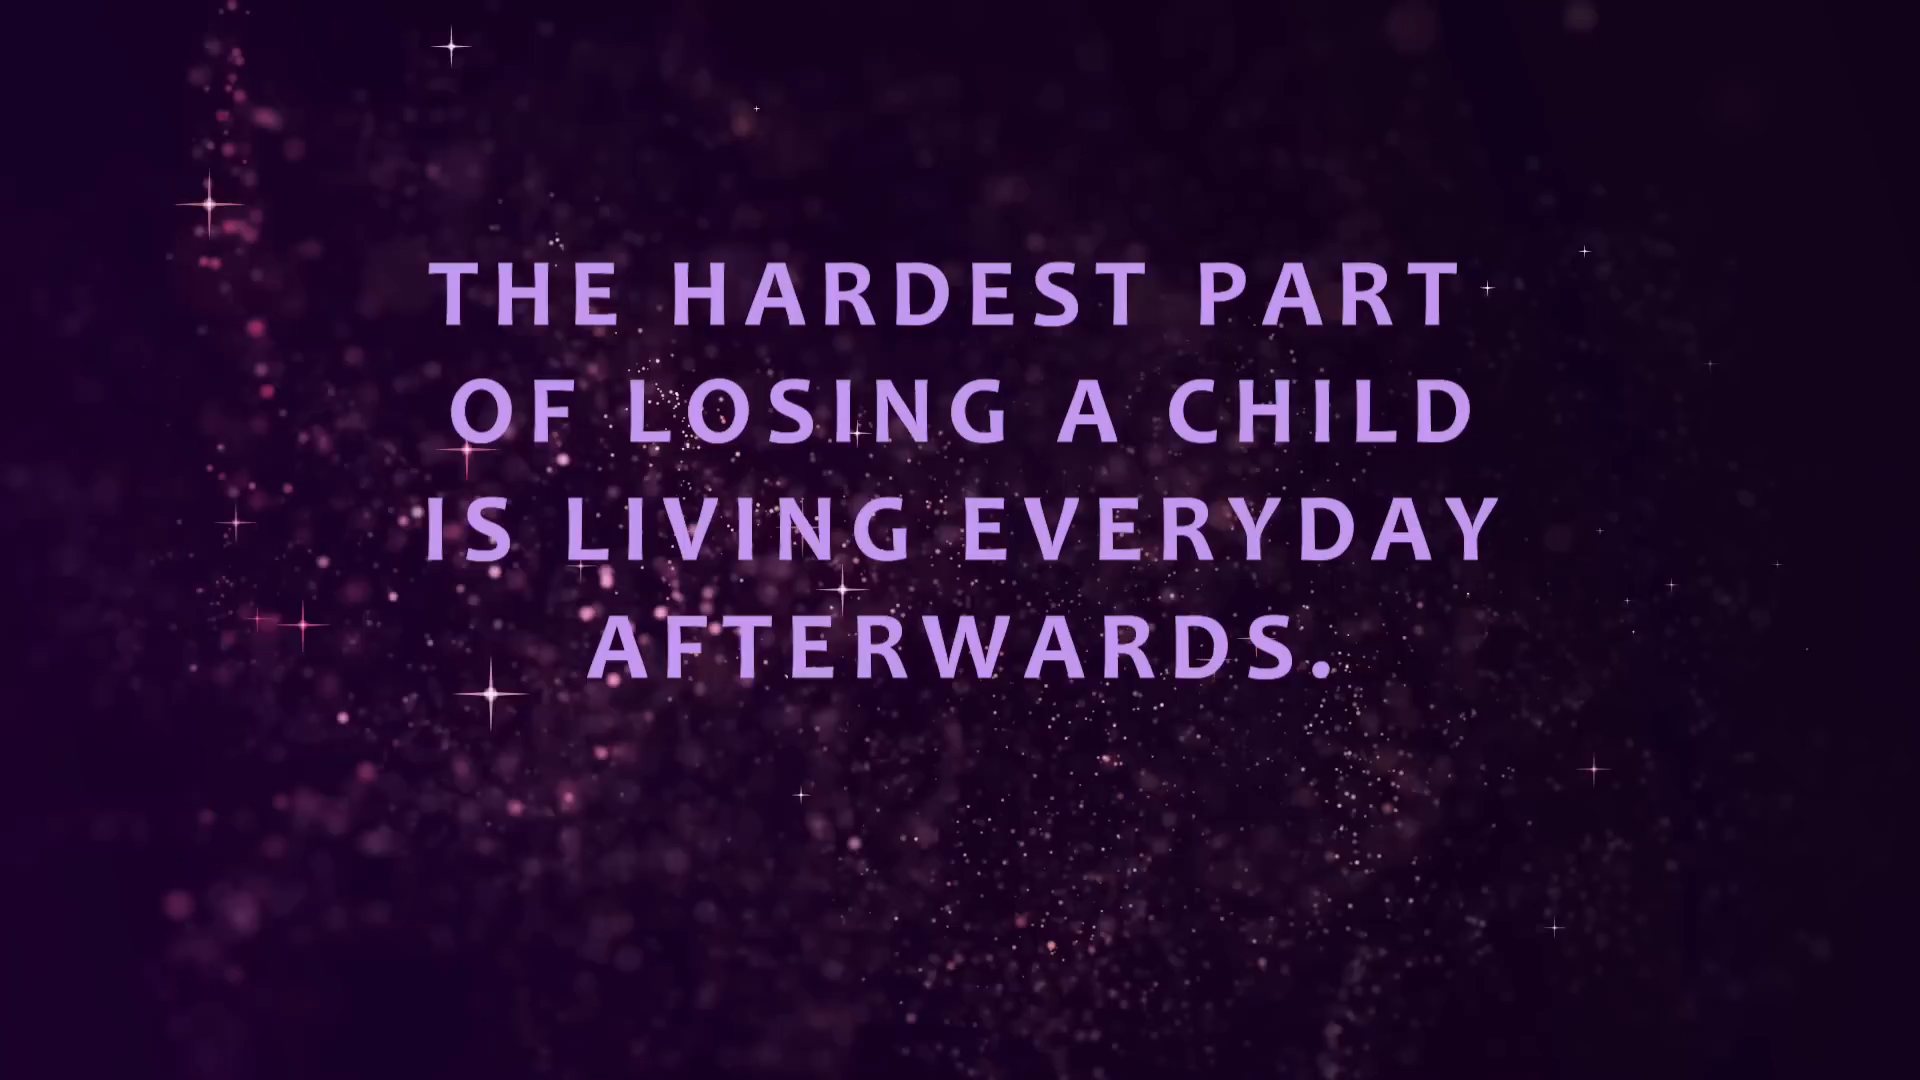 THE HARDEST PART
OF LOSING A CHILD
IS LIVING EVERYDAY
AFTERWARDS.